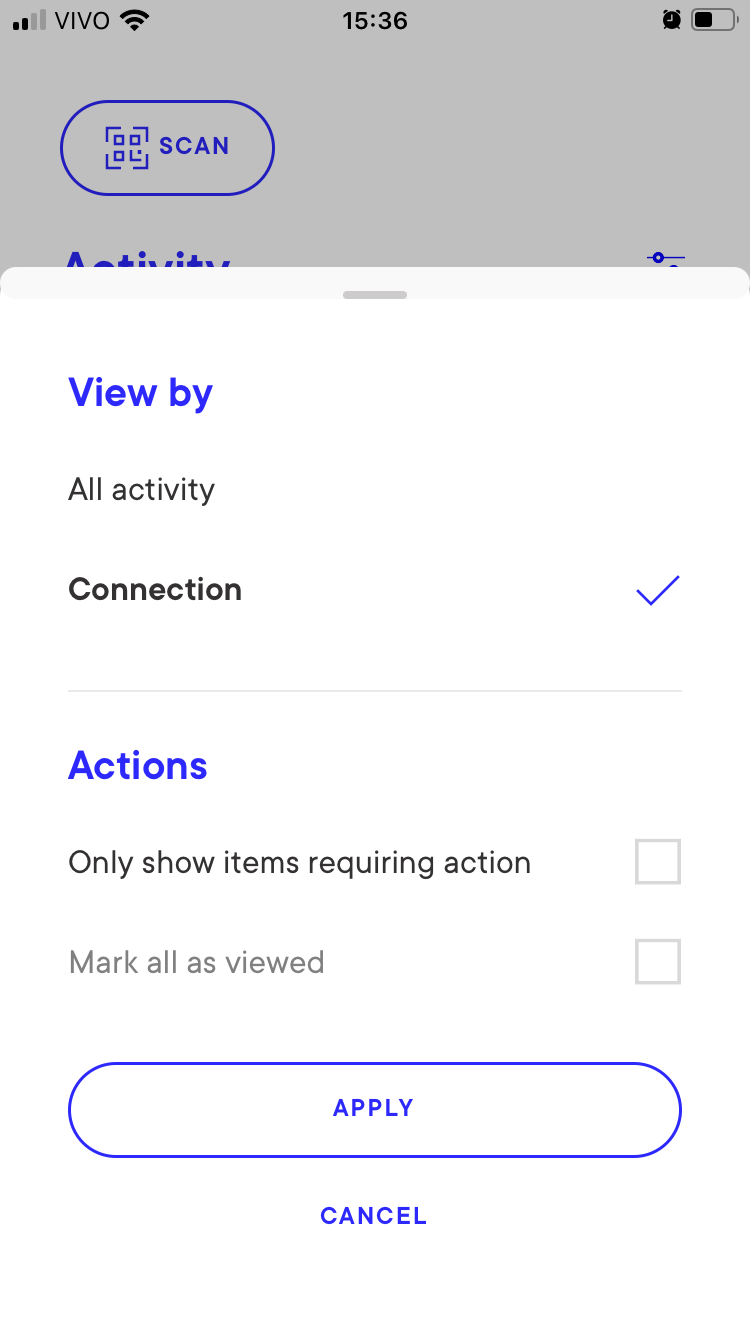 VIVO 15:36
SCAN
Activity
View by
All activity
Connection
Actions
Only show items requiring action
Mark all as viewed
APPLY
CANCEL